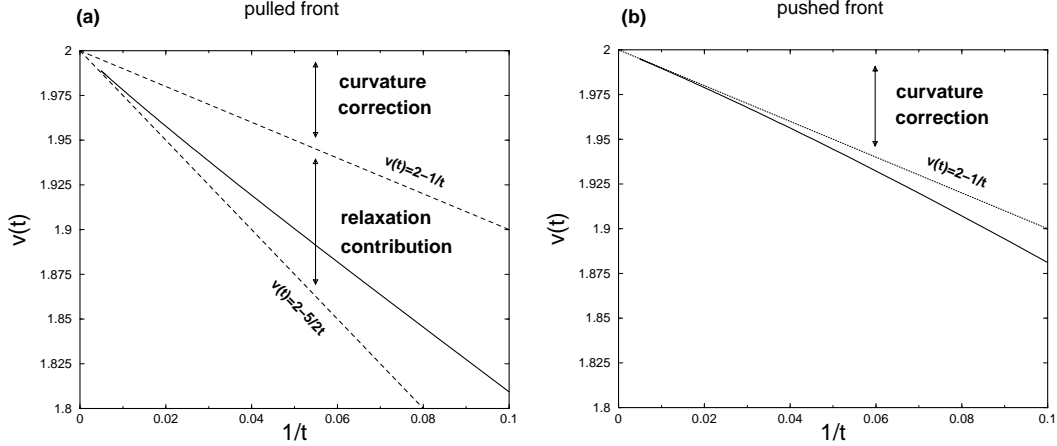 (a)
pulled front
2
1.975
1.95
1.925
1.9
1.875
1.85
1.825
1.8
v(t)
curvature
correction
v(t)=2−1/t
relaxation
contribution
v(t)=2−5/2t
0
0.02
0.04
0.06
0.08
0.1
1/t
(b)
pushed front
2
1.975
1.95
1.925
1.9
1.875
1.85
1.825
1.8
v(t)
curvature
correction
v(t)=2−1/t
0
0.02
0.04
0.06
0.08
0.1
1/t